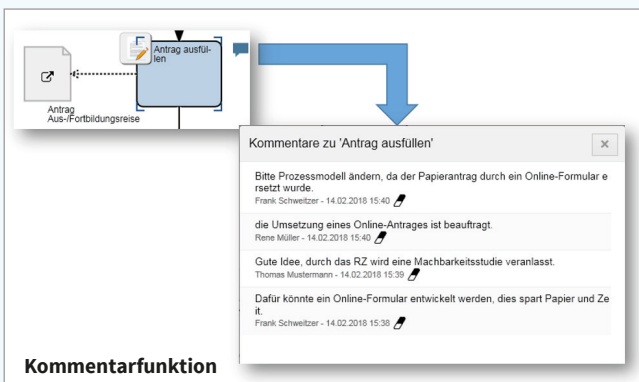 Antrag ausfül-
len
Antrag
Aus-/Fortbildungsreise
Kommentare zu 'Antrag ausfüllen'
Bitte Prozessmodell ändern, da der Papierantrag durch ein Online-Formular e
rsetzt wurde.
Frank Schweitzer - 14.02.2018 15:40
die Umsetzung eines Online-Antrages ist beauftragt.
Rene Müller - 14.02.2018 15:40
Gute Idee, durch das RZ wird eine Machbarkeitsstudie veranlasst.
Thomas Mustermann - 14.02.2018 15:39
Dafür könnte ein Online-Formular entwickelt werden, dies spart Papier und Ze
it.
Frank Schweitzer - 14.02.2018 15:38
Kommentarfunktion